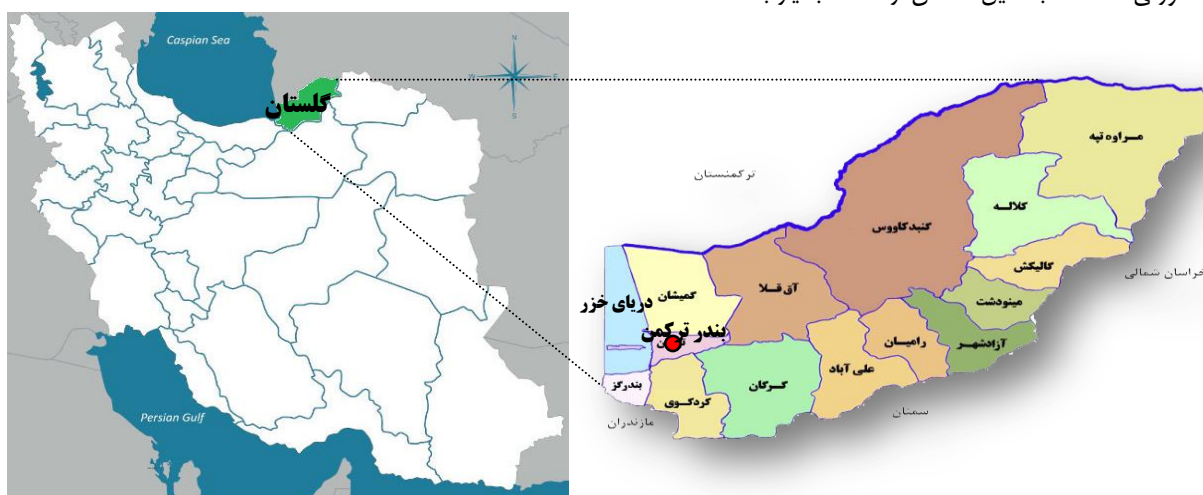 Caspian Sea
گلستان
Persian Gulf
N
W
E
S
ترکمنستان
مراوه تپه
کلاله
گنبدکاووس
گالیکش
خراسان شمالی
مینودشت
آق قلا
گمیشان
دریای خزر
بندر ترکمن
آزادشهر
رامیان
علی آباد
گرگان
کردکوی
بندرگز
مازندران
سمنان